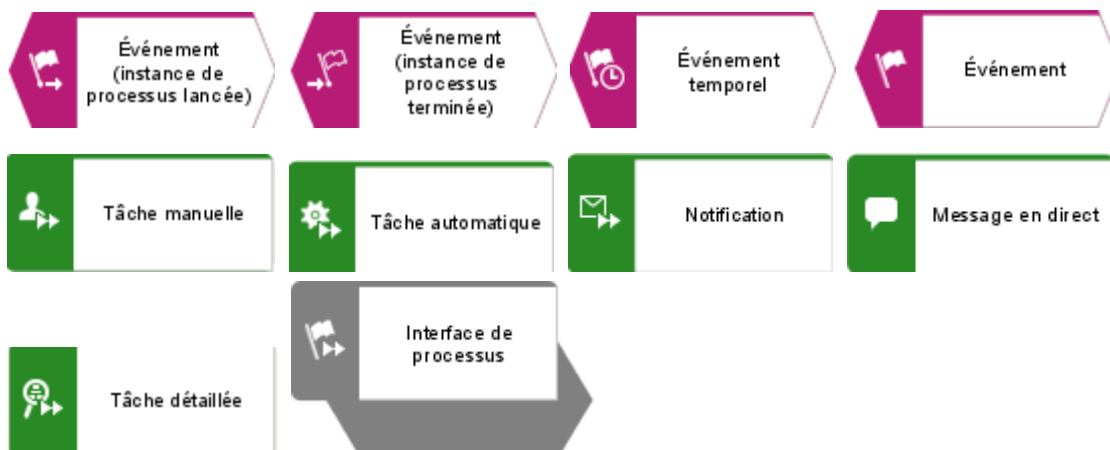 Événement
(instance de
processus lancée)
Événement
(instance de
processus
terminée)
Événement
temporel
Événement
Tâche manuelle
Tâche automatique
Notification
Message en direct
Tâche détaillée
Interface de
processus